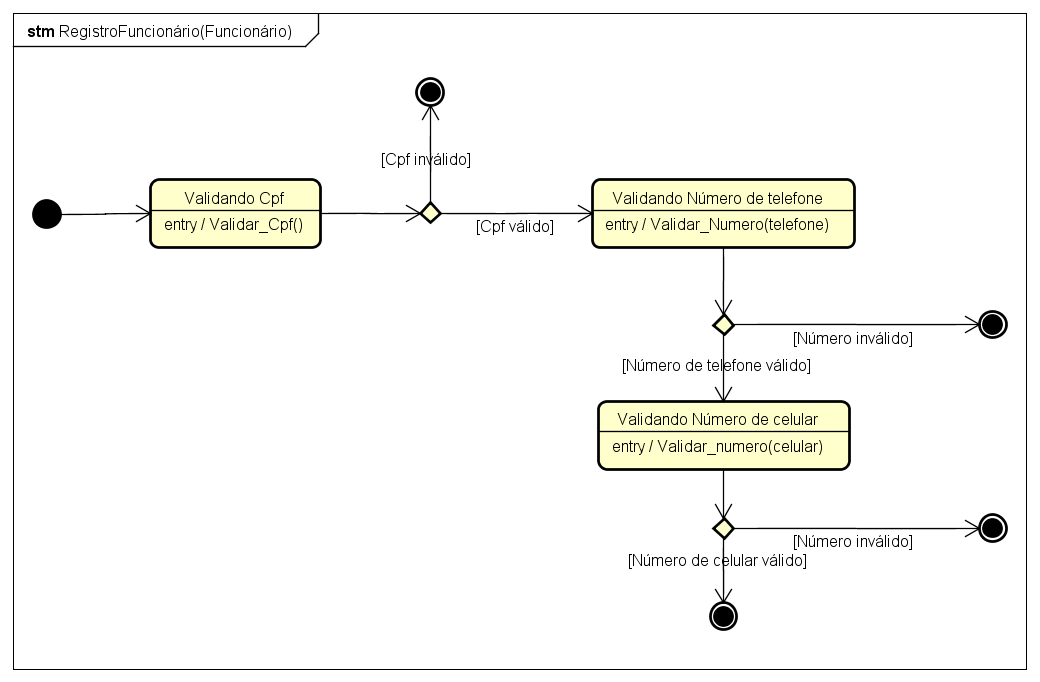 stm RegistroFuncionário(Funcionário)
[Cpf inválido]
Validando Cpf
entry / Validar_Cpf()
[Cpf válido]
Validando Número de telefone
entry / Validar_Numero(telefone)
[Número inválido]
[Número de telefone válido]
Validando Número de celular
entry / Validar_numero(celular)
[Número inválido]
[Número de celular válido]